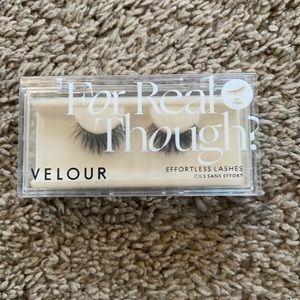 For Real
Though?
VELOUR
EFFORTLESS LASHES
CILS SANS EFFORT